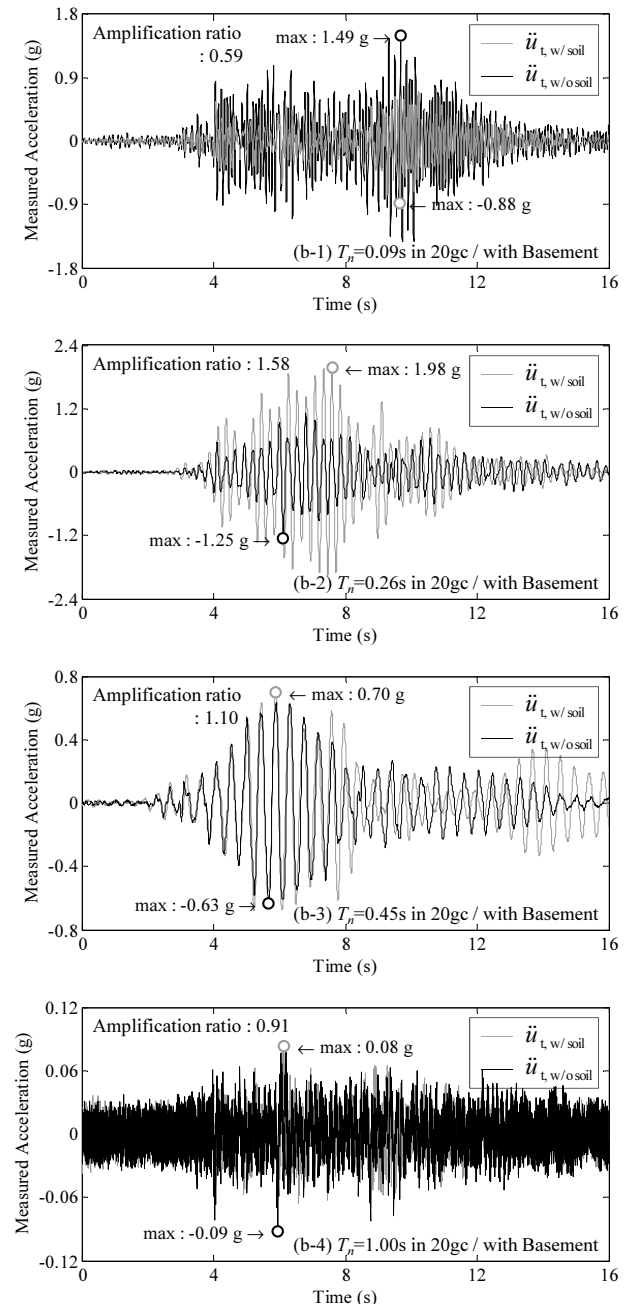 1.8
Amplification ratio
: 0.59
max : 1.49 g →
ü t, w/ soil
ü t, w/o soil
0.9
0
-0.9
← max : -0.88 g
(b-1) Tn=0.09s in 20gc / with Basement
-1.8
0 4 8 12 16
Time (s)
Measured Acceleration (g)
2.4
Amplification ratio : 1.58
← max : 1.98 g
ü t, w/ soil
ü t, w/o soil
1.2
0
-1.2
max : -1.25 g →
(b-2) Tn=0.26s in 20gc / with Basement
-2.4
0 4 8 12 16
Time (s)
Measured Acceleration (g)
0.8
Amplification ratio
: 1.10
← max : 0.70 g
ü t, w/ soil
ü t, w/o soil
0.4
0
-0.4
max : -0.63 g →
(b-3) Tn=0.45s in 20gc / with Basement
-0.8
0 4 8 12 16
Time (s)
Measured Acceleration (g)
0.12
Amplification ratio : 0.91
← max : 0.08 g
ü t, w/ soil
ü t, w/o soil
0.06
0
-0.06
max : -0.09 g →
(b-4) Tn=1.00s in 20gc / with Basement
-0.12
0 4 8 12 16
Time (s)
Measured Acceleration (g)